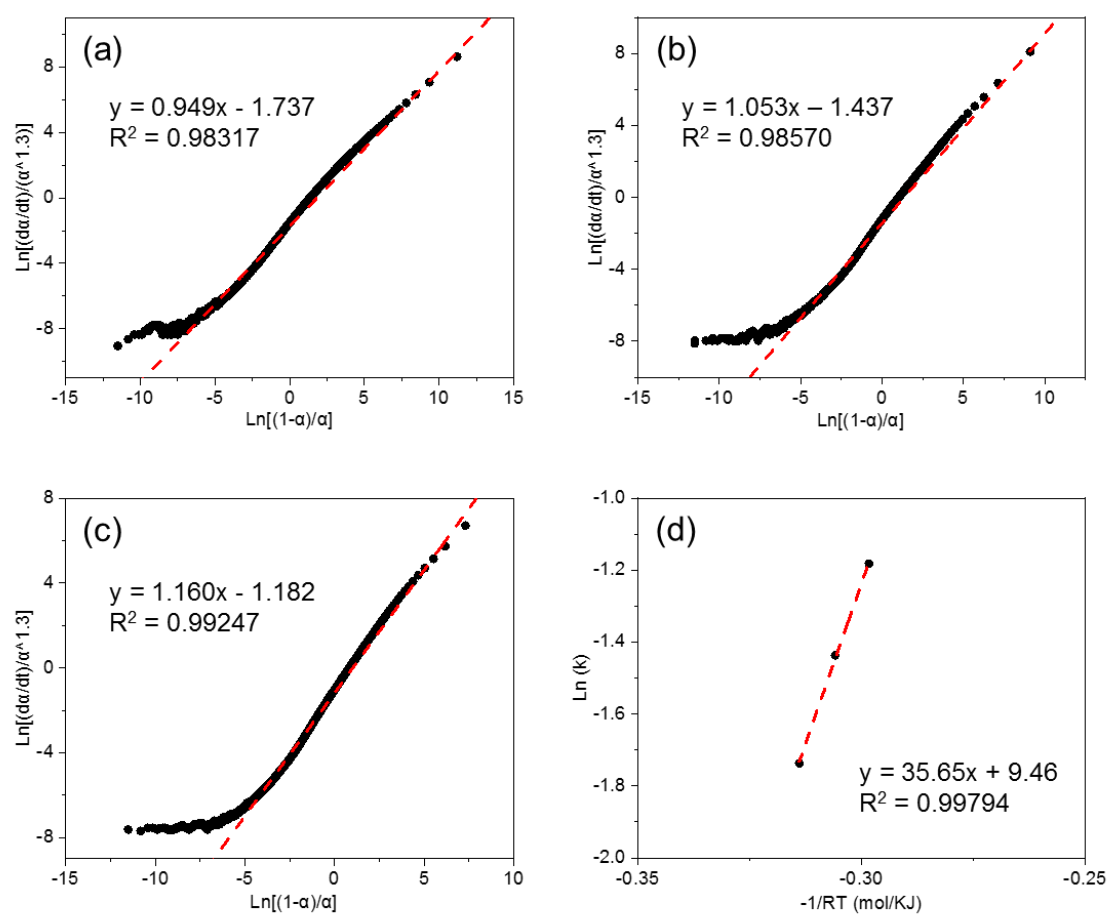 (a)
y = 0.949x - 1.737
R² = 0.98317
Ln[(dα/dt)/(α^1.3)]
8
4
0
-4
-8
-15
-10
-5
0
5
10
15
Ln[(1-α)/α]
(b)
y = 1.053x – 1.437
R² = 0.98570
Ln[(dα/dt)/α^1.3]
8
4
0
-4
-8
-15
-10
-5
0
5
10
Ln[(1-α)/α]
(c)
y = 1.160x - 1.182
R² = 0.99247
Ln[(dα/dt)/α^1.3]
8
4
0
-4
-8
-15
-10
-5
0
5
10
Ln[(1-α)/α]
(d)
y = 35.65x + 9.46
R² = 0.99794
Ln (k)
-1.0
-1.2
-1.4
-1.6
-1.8
-2.0
-0.35
-0.30
-0.25
-1/RT (mol/KJ)